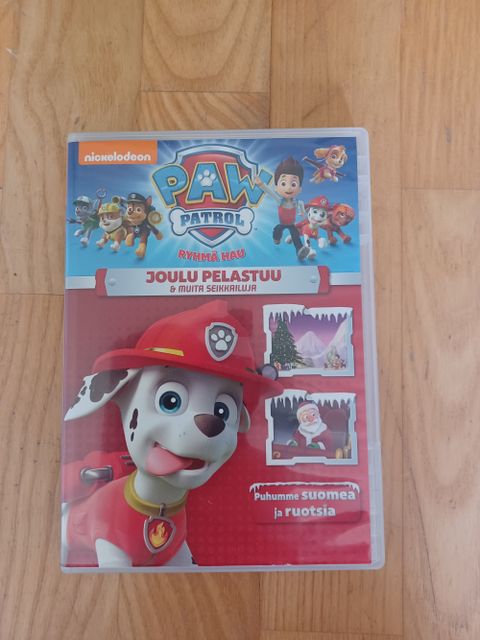 nickelodeon
PAW
PATROL
RYHMÄ HAU
JOULU PELASTUU
& MUITA SEIKKAILUJA
Puhumme suomea
ja ruotsia